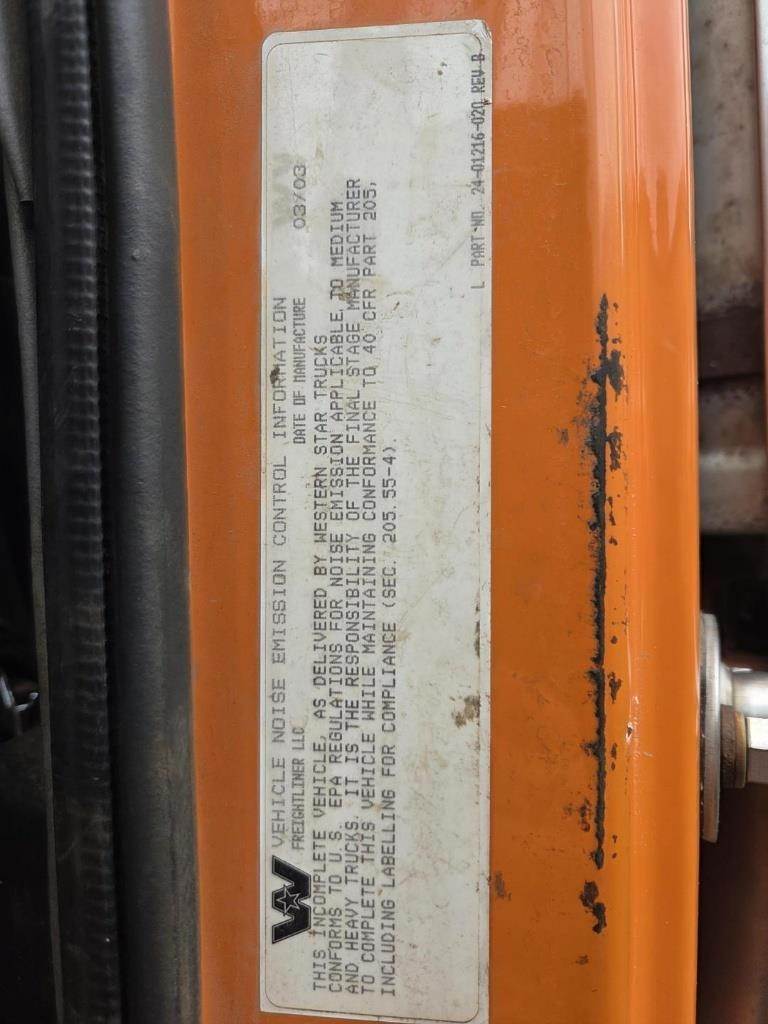 VEHICLE NOISE EMISSION CONTROL INFORMATION
FREIGHTLINER LLC DATE OF MANUFACTURE 03/03
THIS INCOMPLETE VEHICLE, AS DELIVERED BY WESTERN STAR TRUCKS
CONFORMS TO U.S. EPA REGULATIONS FOR NOISE EMISSION APPLICABLE TO MEDIUM
AND HEAVY TRUCKS. IT IS THE RESPONSIBILITY OF THE FINAL STAGE MANUFACTURER
TO COMPLETE THIS VEHICLE WHILE MAINTAINING CONFORMANCE TO 40 CFR PART 205,
INCLUDING LABELLING FOR COMPLIANCE (SEC. 205.55-4).
L PART NO. 24-01216-020 REV B